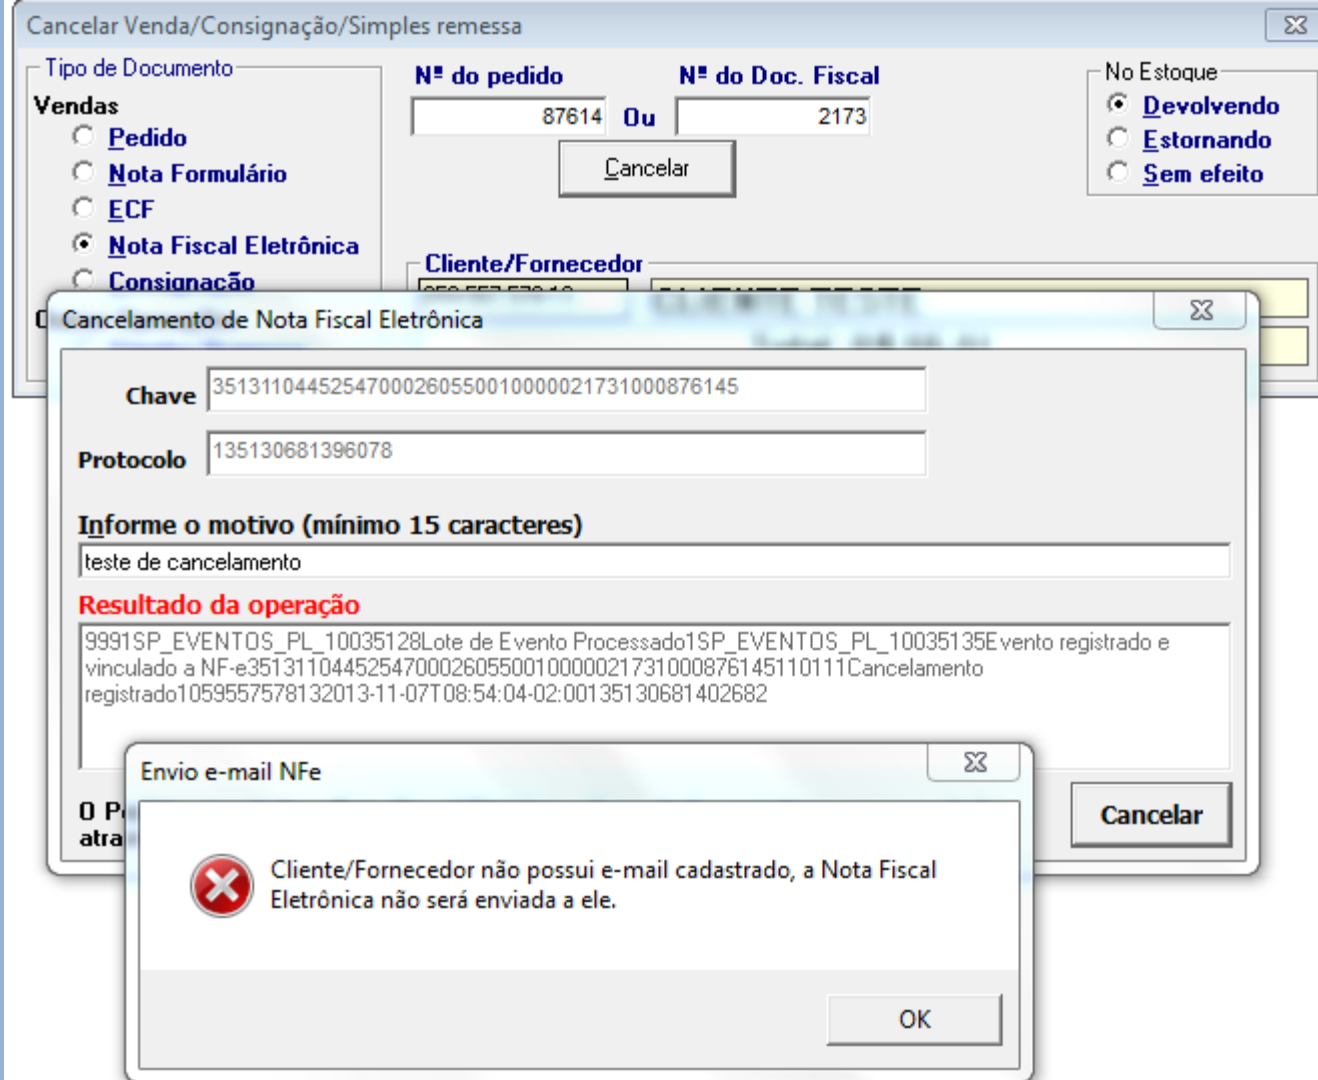 Cancelar Venda/Consignação/Simples remessa
Tipo de Documento
Vendas
Pedido
Nota Formulário
ECF
Nota Fiscal Eletrônica
Consignação
Nº do pedido
Nº do Doc. Fiscal
87614 Ou 2173
Cancelar
No Estoque
Devolvendo
Estornando
Sem efeito
Cliente/Fornecedor
CLIENTE TESTE
Cancelamento de Nota Fiscal Eletrônica
Chave 35131104452547000260550010000021731000876145
Protocolo 135130681396078
Informe o motivo (mínimo 15 caracteres)
teste de cancelamento
Resultado da operação
9991SP_EVENTOS_PL_10035128Lote de Evento Processado1SP_EVENTOS_PL_10035135Evento registrado e
vinculado a NF-e35131104452547000260550010000021731000876145110111Cancelamento
registrado1059557578132013-11-07T08:54:04-02:00135130681402682
Cancelar
Envio e-mail NFe
Cliente/Fornecedor não possui e-mail cadastrado, a Nota Fiscal
Eletrônica não será enviada a ele.
OK